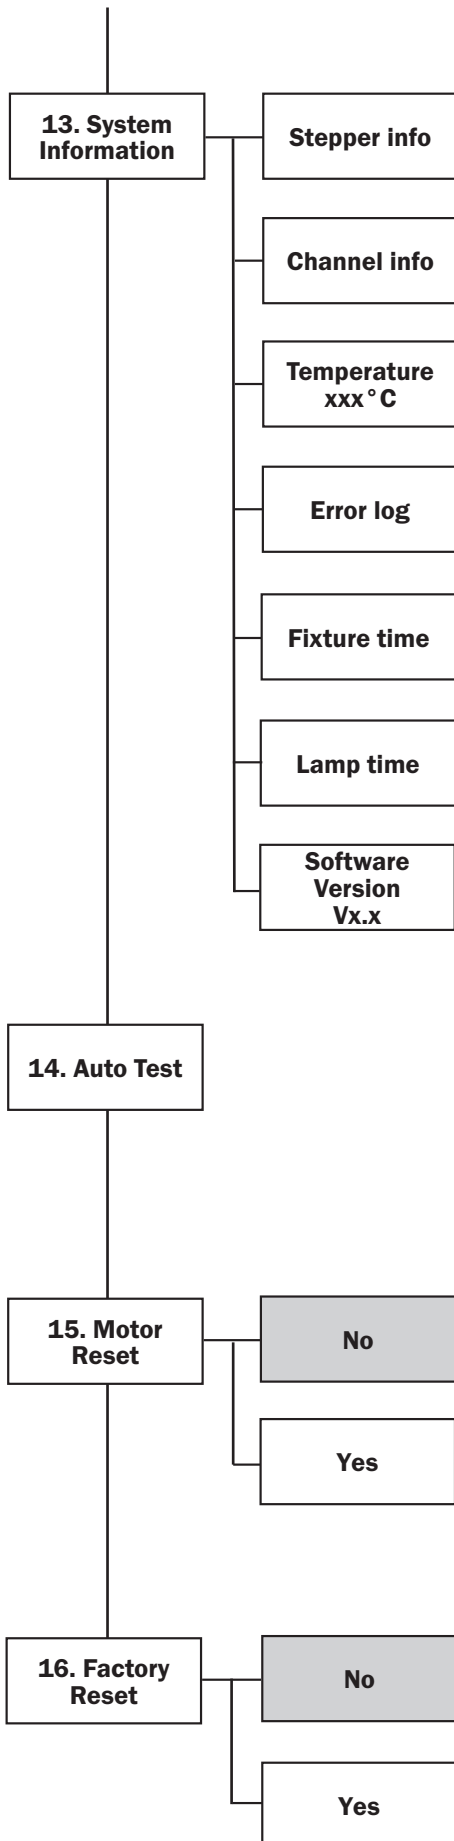 13. System
Information
Stepper info
Channel info
Temperature
xxx°C
Error log
Fixture time
Lamp time
Software
Version
Vx.x
14. Auto Test
15. Motor
Reset
No
Yes
16. Factory
Reset
No
Yes